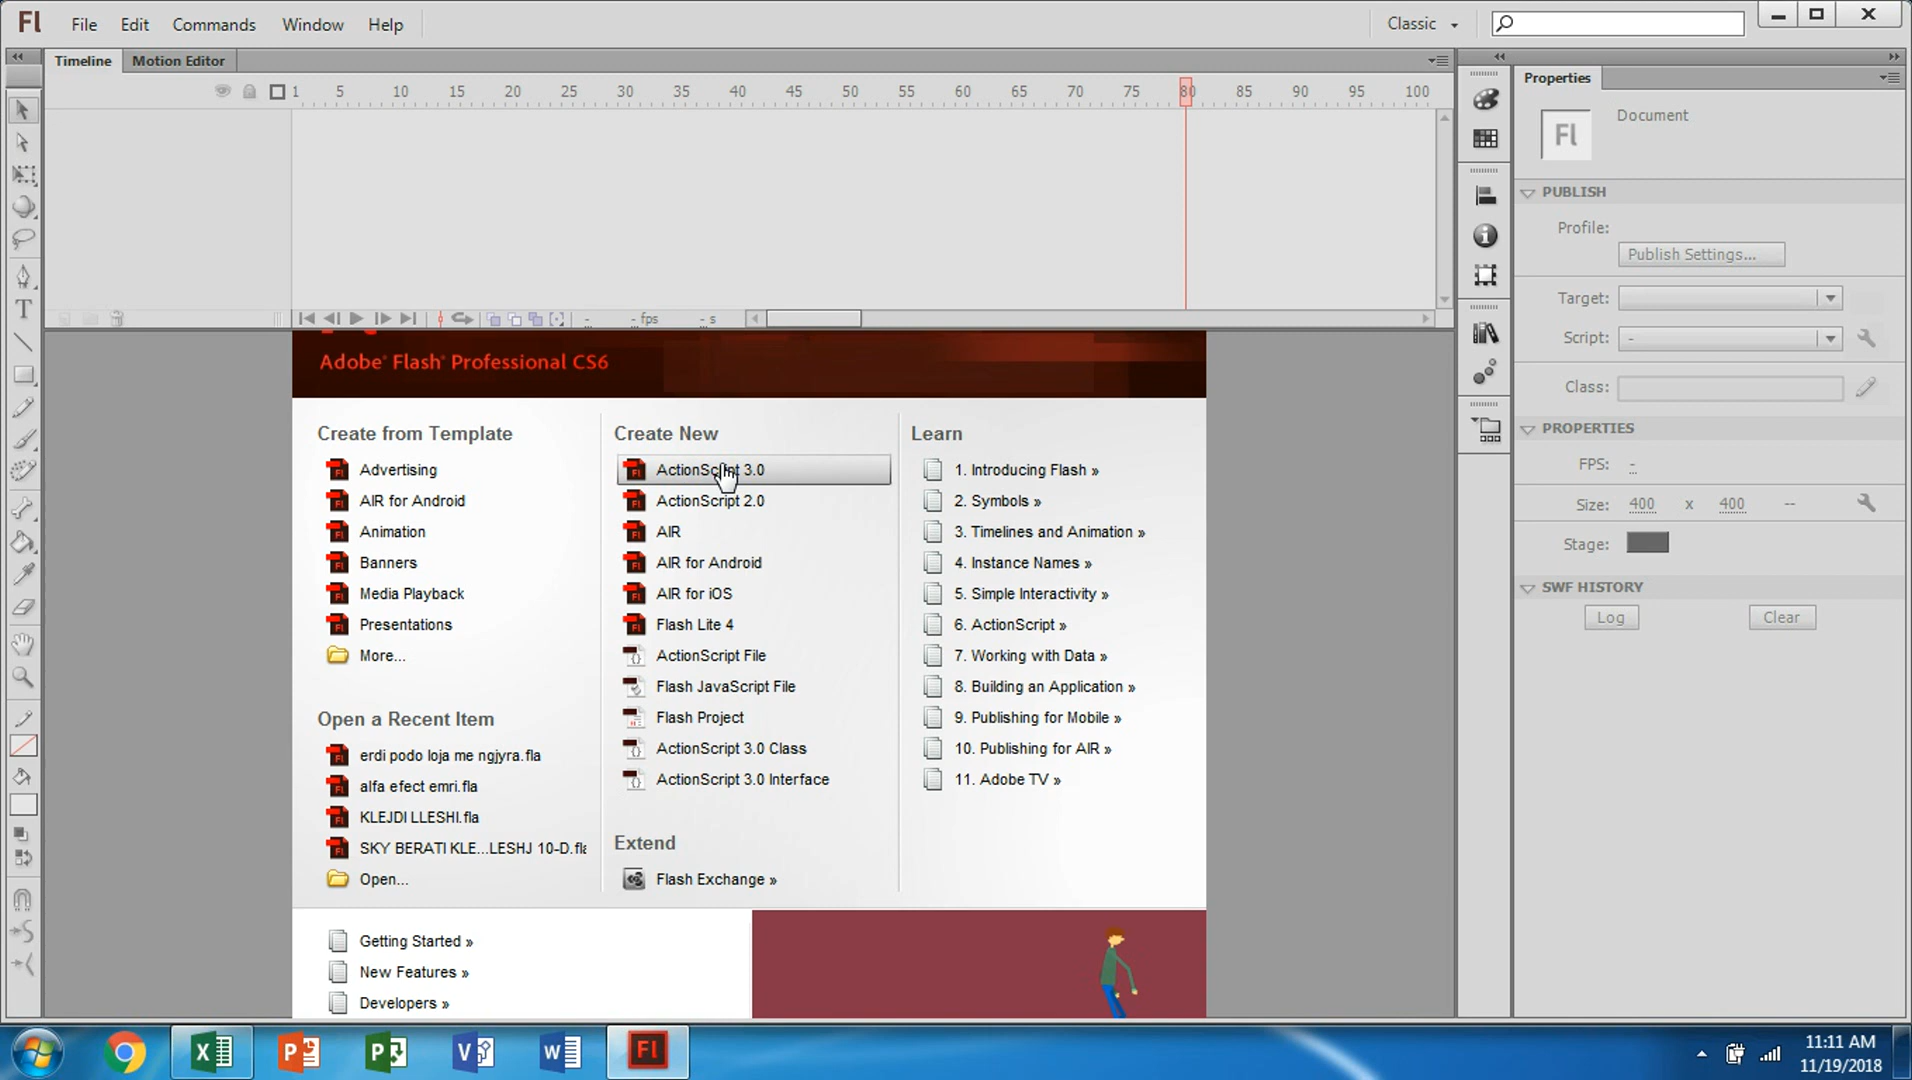 Fl File Edit Commands Window Help Classic
Timeline Motion Editor
1 5 10 15 20 25 30 35 40 45 50 55 60 65 70 75 80 85 90 95 100
- - fps - s
Adobe® Flash® Professional CS6
Create from Template
Advertising
AIR for Android
Animation
Banners
Media Playback
Presentations
More...
Open a Recent Item
erdi podo loja me ngjyra.fla
alfa efect emri.fla
KLEJDI LLESHI.fla
SKY BERATI KLE...LESHJ 10-D.fla
Open...
Create New
ActionScript 3.0
ActionScript 2.0
AIR
AIR for Android
AIR for iOS
Flash Lite 4
ActionScript File
Flash JavaScript File
Flash Project
ActionScript 3.0 Class
ActionScript 3.0 Interface
Extend
Flash Exchange »
Learn
1. Introducing Flash »
2. Symbols »
3. Timelines and Animation »
4. Instance Names »
5. Simple Interactivity »
6. ActionScript »
7. Working with Data »
8. Building an Application »
9. Publishing for Mobile »
10. Publishing for AIR »
11. Adobe TV »
Getting Started »
New Features »
Developers »
Properties
Fl Document
PUBLISH
Profile:
Publish Settings...
Target:
Script: -
Class:
PROPERTIES
FPS: -
Size: 400 x 400 --
Stage:
SWF HISTORY
Log Clear
11:11 AM
11/19/2018